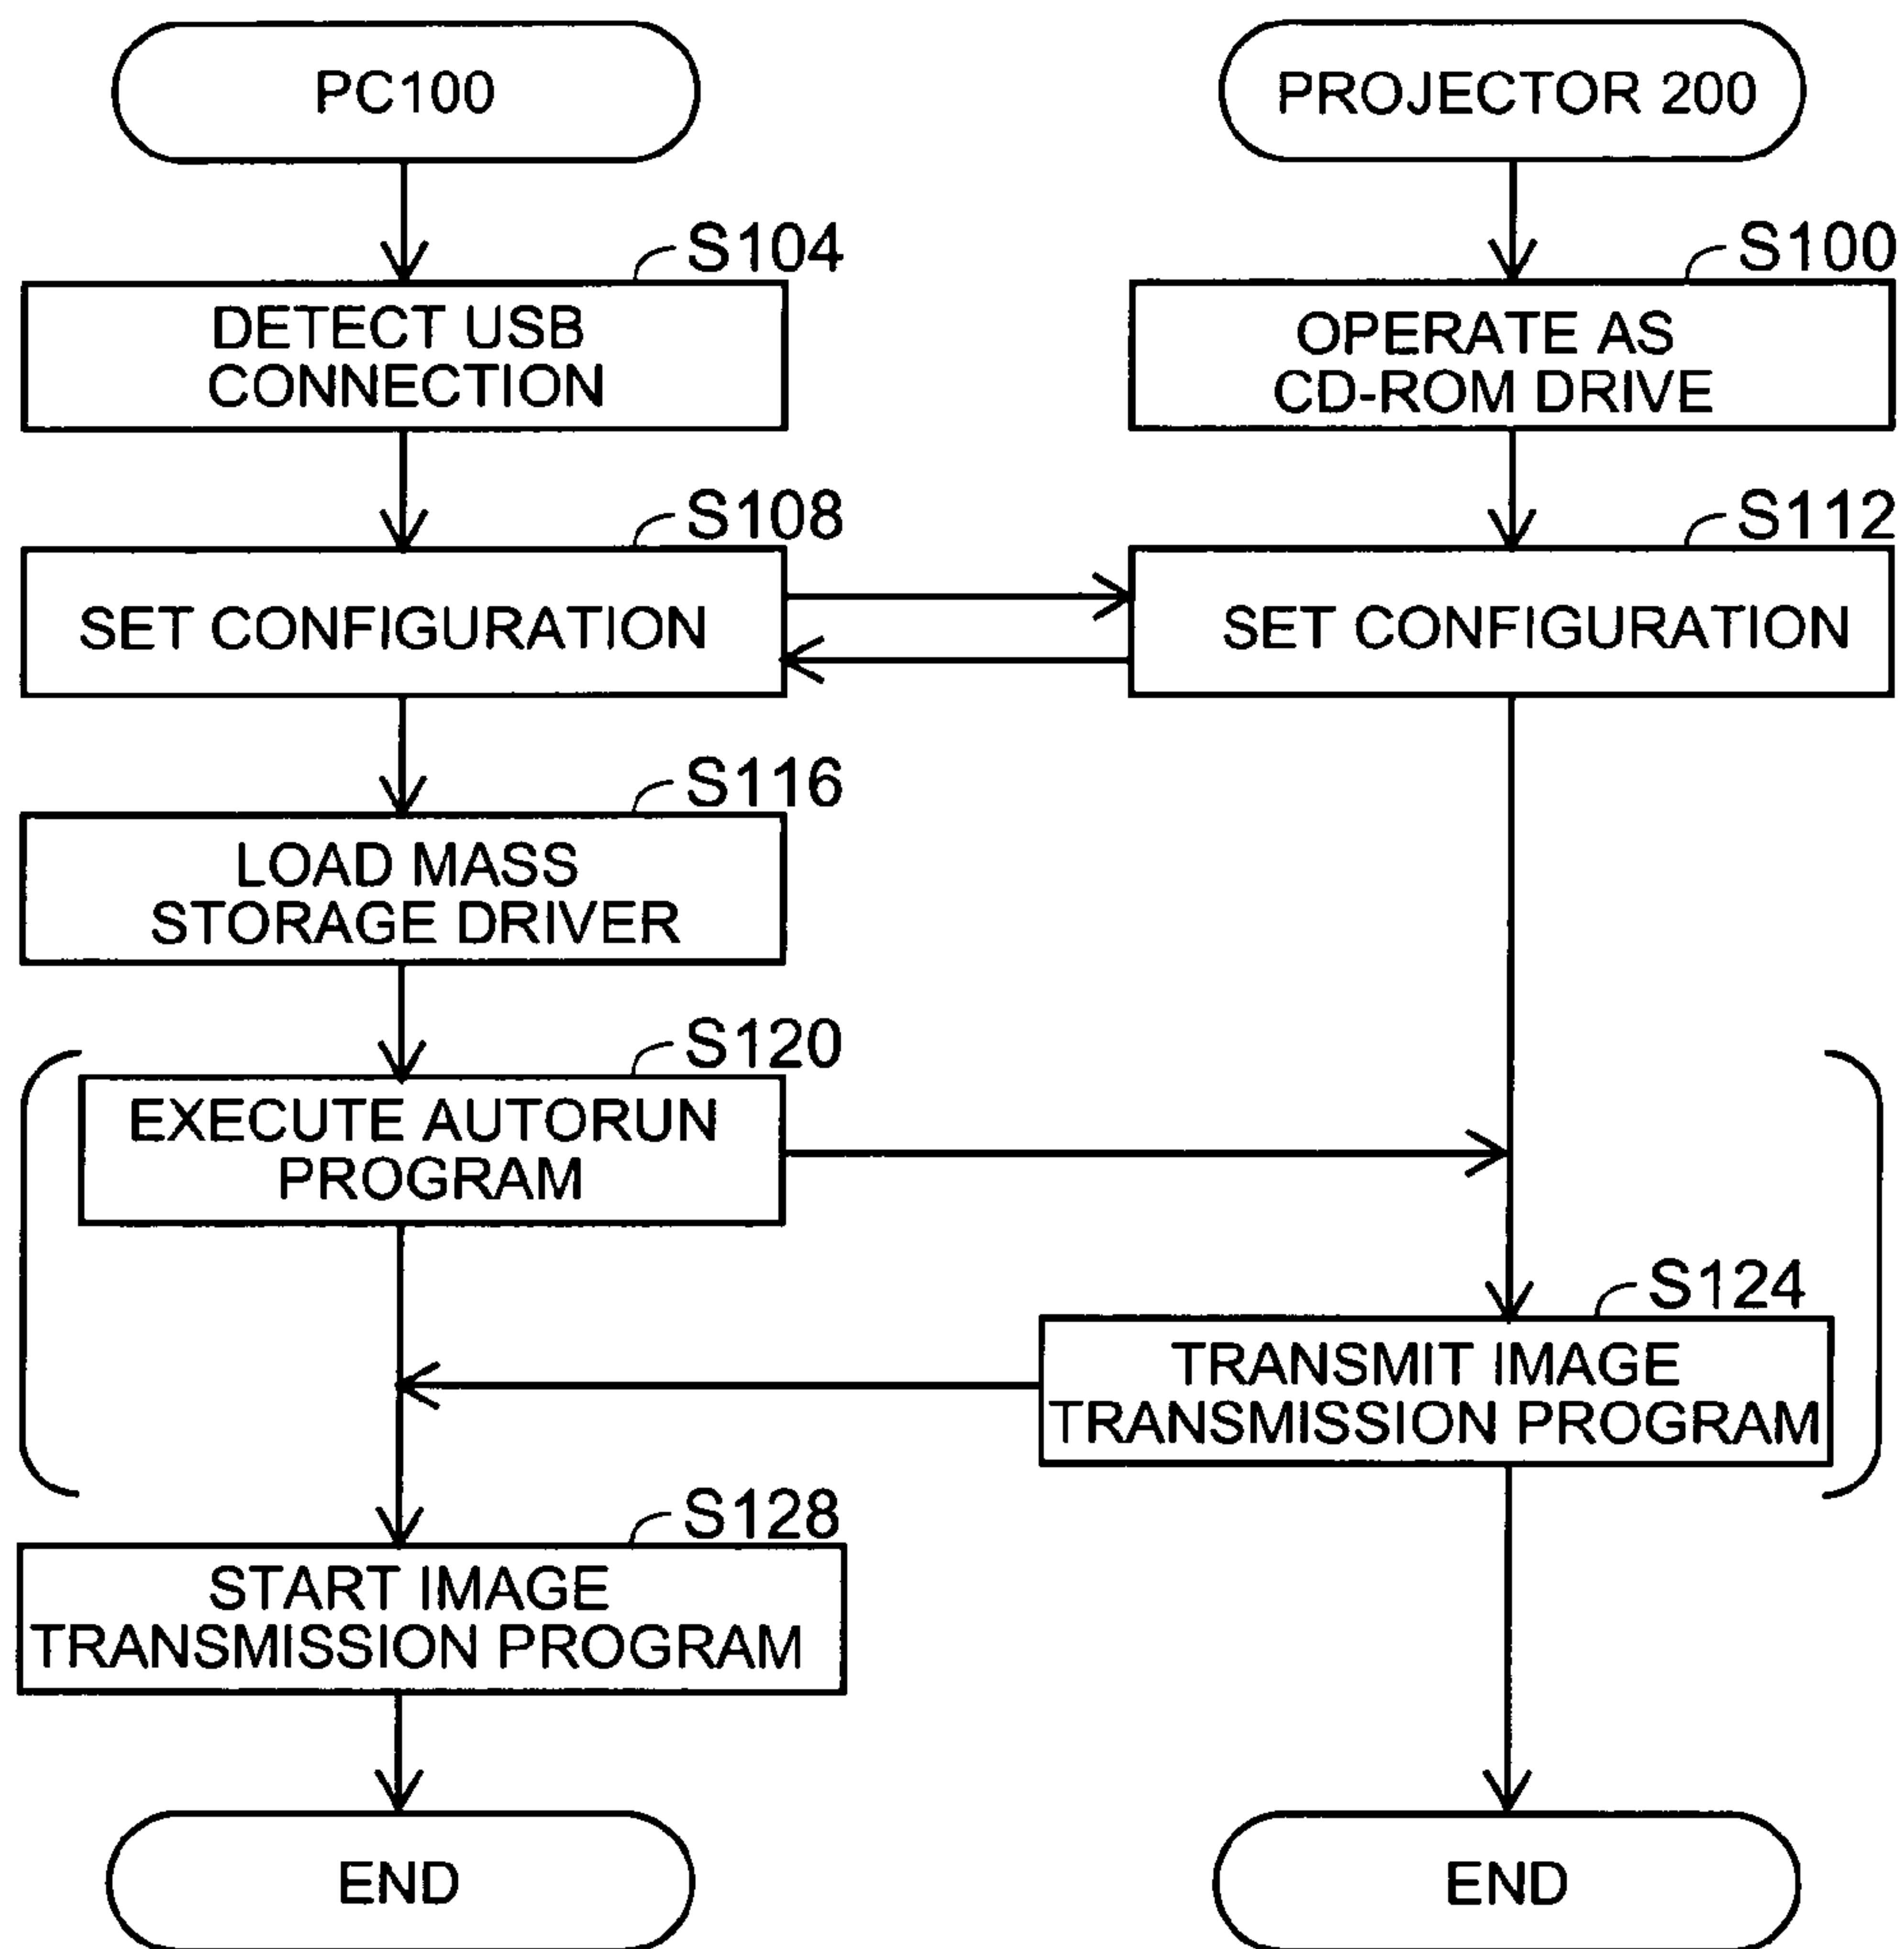 PC100
PROJECTOR 200
S104
DETECT USB
CONNECTION
S100
OPERATE AS
CD-ROM DRIVE
S108
SET CONFIGURATION
S112
SET CONFIGURATION
S116
LOAD MASS
STORAGE DRIVER
S120
EXECUTE AUTORUN
PROGRAM
S124
TRANSMIT IMAGE
TRANSMISSION PROGRAM
S128
START IMAGE
TRANSMISSION PROGRAM
END
END